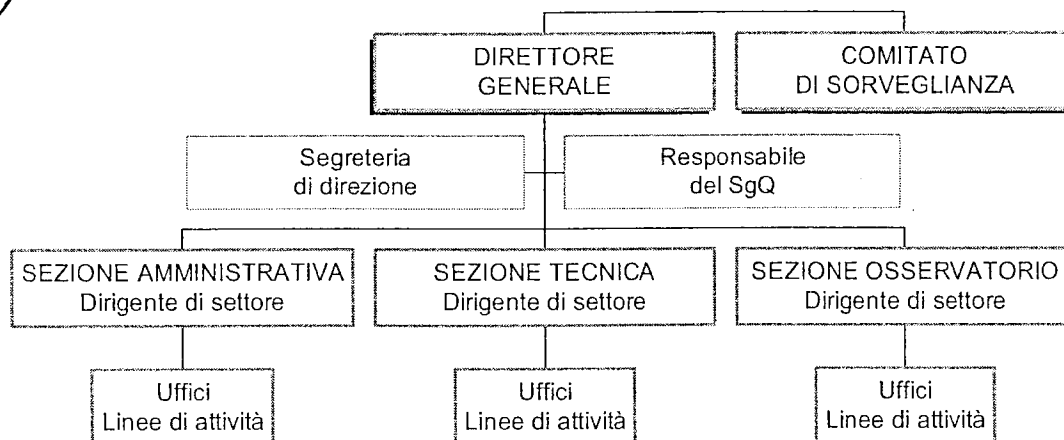 DIRETTORE
GENERALE
COMITATO
DI SORVEGLIANZA
Segreteria
di direzione
Responsabile
del SgQ
SEZIONE AMMINISTRATIVA
Dirigente di settore
SEZIONE TECNICA
Dirigente di settore
SEZIONE OSSERVATORIO
Dirigente di settore
Uffici
Linee di attività
Uffici
Linee di attività
Uffici
Linee di attività